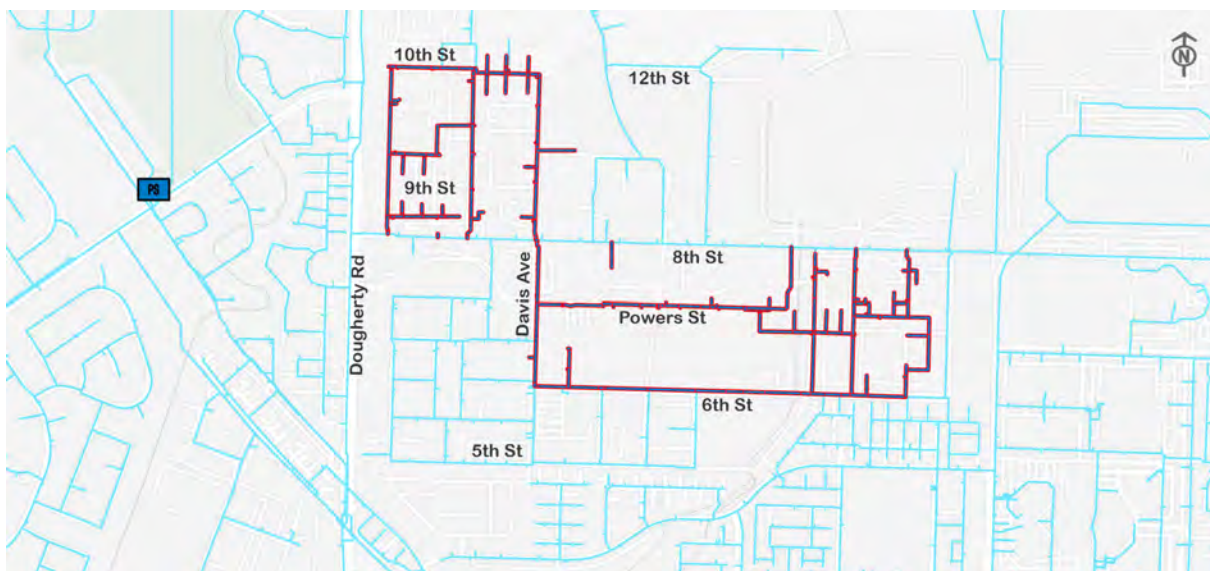 10th St
N
12th St
PS
9th St
8th St
Dougherty Rd
Davis Ave
Powers St
6th St
5th St